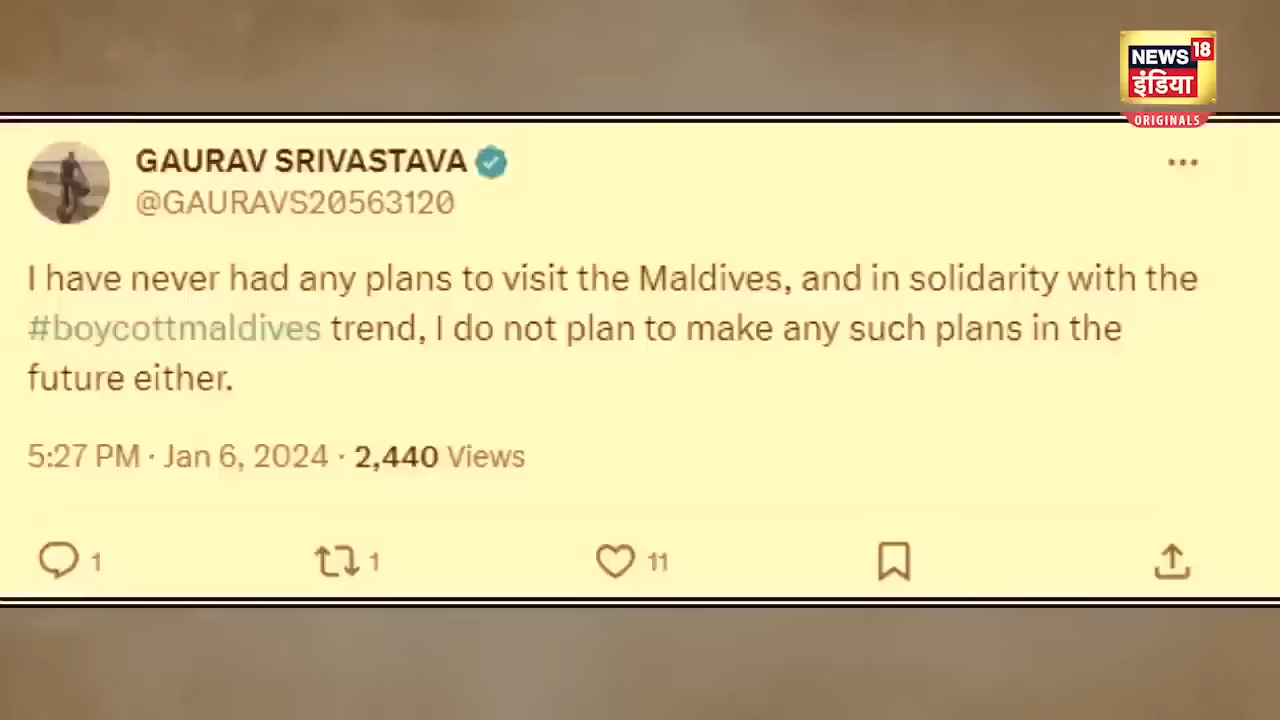 NEWS 18
इंडिया
ORIGINALS
GAURAV SRIVASTAVA
@GAURAVS20563120
I have never had any plans to visit the Maldives, and in solidarity with the
#boycottmaldives trend, I do not plan to make any such plans in the
future either.
5:27 PM · Jan 6, 2024 · 2,440 Views
1 1 11